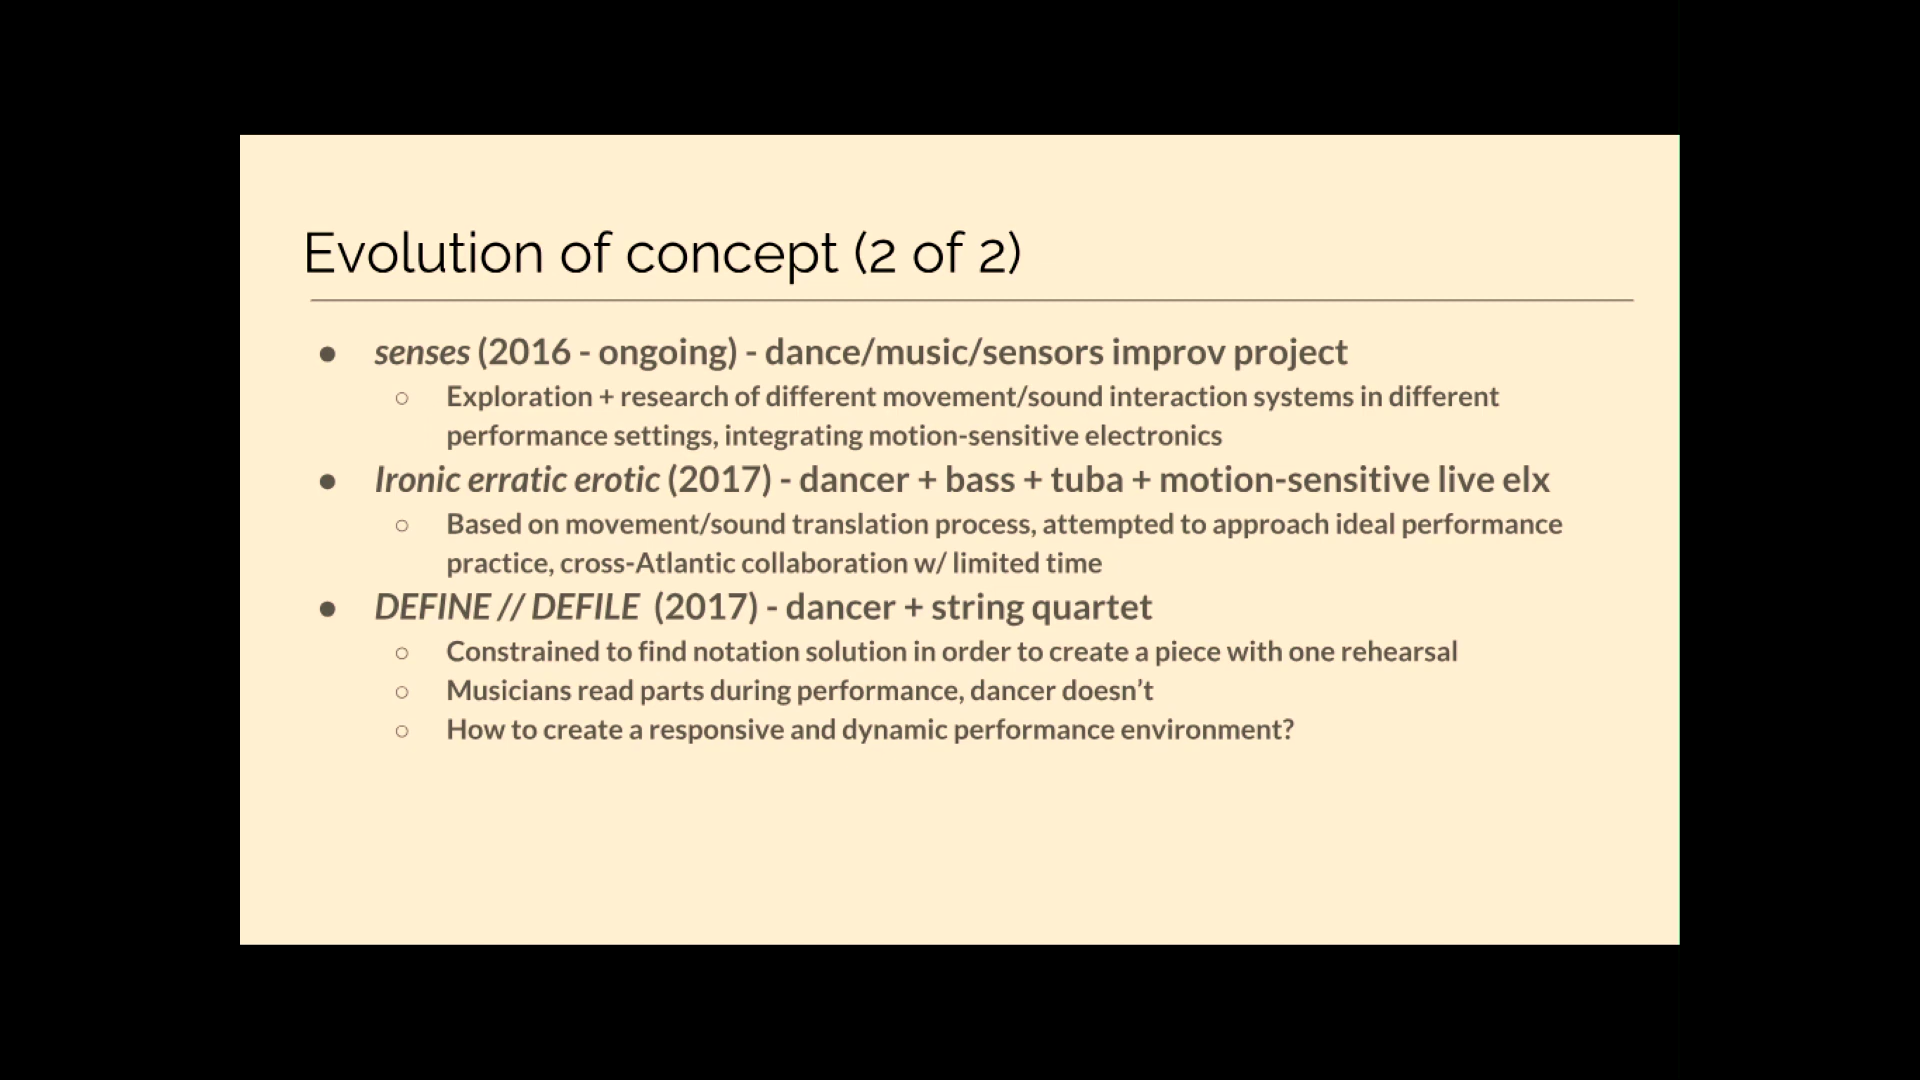 Evolution of concept (2 of 2)
● senses (2016 - ongoing) - dance/music/sensors improv project
○ Exploration + research of different movement/sound interaction systems in different
performance settings, integrating motion-sensitive electronics
● Ironic erratic erotic (2017) - dancer + bass + tuba + motion-sensitive live elx
○ Based on movement/sound translation process, attempted to approach ideal performance
practice, cross-Atlantic collaboration w/ limited time
● DEFINE // DEFILE (2017) - dancer + string quartet
○ Constrained to find notation solution in order to create a piece with one rehearsal
○ Musicians read parts during performance, dancer doesn’t
○ How to create a responsive and dynamic performance environment?